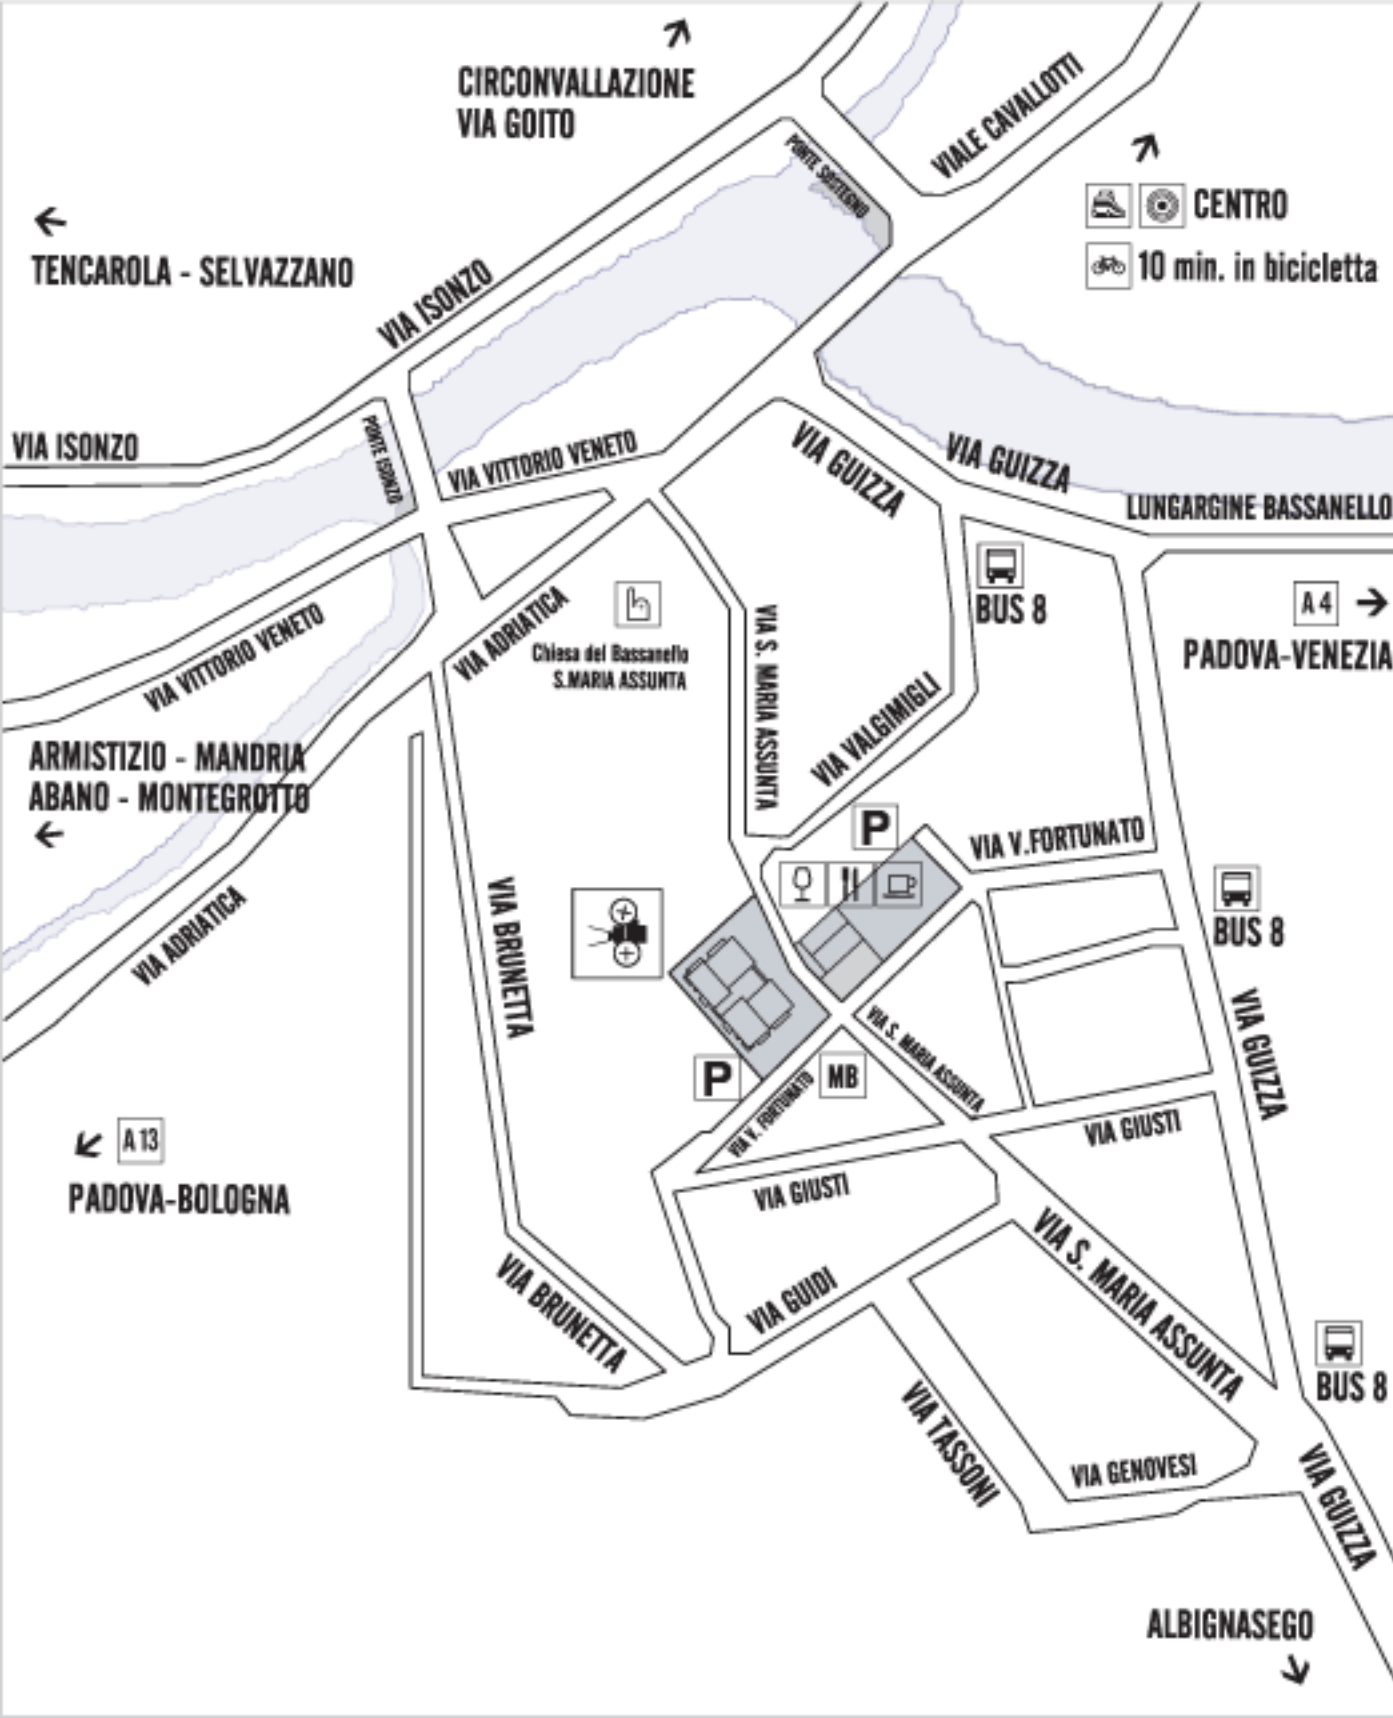 CIRCONVALLAZIONE
VIA GOITO
VIALE CAVALLOTTI
PONTE SOSTEGNO
CENTRO
10 min. in bicicletta
TENCAROLA - SELVAZZANO
VIA ISONZO
VIA ISONZO
PONTE ISONZO
VIA VITTORIO VENETO
VIA GUIZZA
VIA GUIZZA
LUNGARGINE BASSANELLO
BUS 8
A 4
PADOVA-VENEZIA
VIA VITTORIO VENETO
VIA ADRIATICA
Chiesa del Bassanello
S.MARIA ASSUNTA
VIA S. MARIA ASSUNTA
VIA VALGIMIGLI
ARMISTIZIO - MANDRIA
ABANO - MONTEGROTTO
P
VIA V.FORTUNATO
VIA ADRIATICA
VIA BRUNETTA
BUS 8
VIA GUIZZA
VIA S. MARIA ASSUNTA
P
MB
VIA V. FORTUNATO
A 13
PADOVA-BOLOGNA
VIA GIUSTI
VIA GIUSTI
VIA BRUNETTA
VIA GUIDI
VIA S. MARIA ASSUNTA
BUS 8
VIA TASSONI
VIA GENOVESI
VIA GUIZZA
ALBIGNASEGO